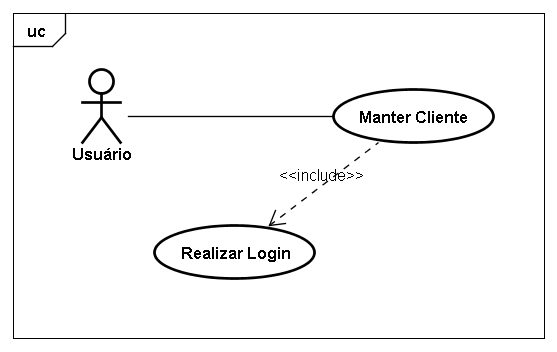 uc
Manter Cliente
Usuário
<<include>>
Realizar Login